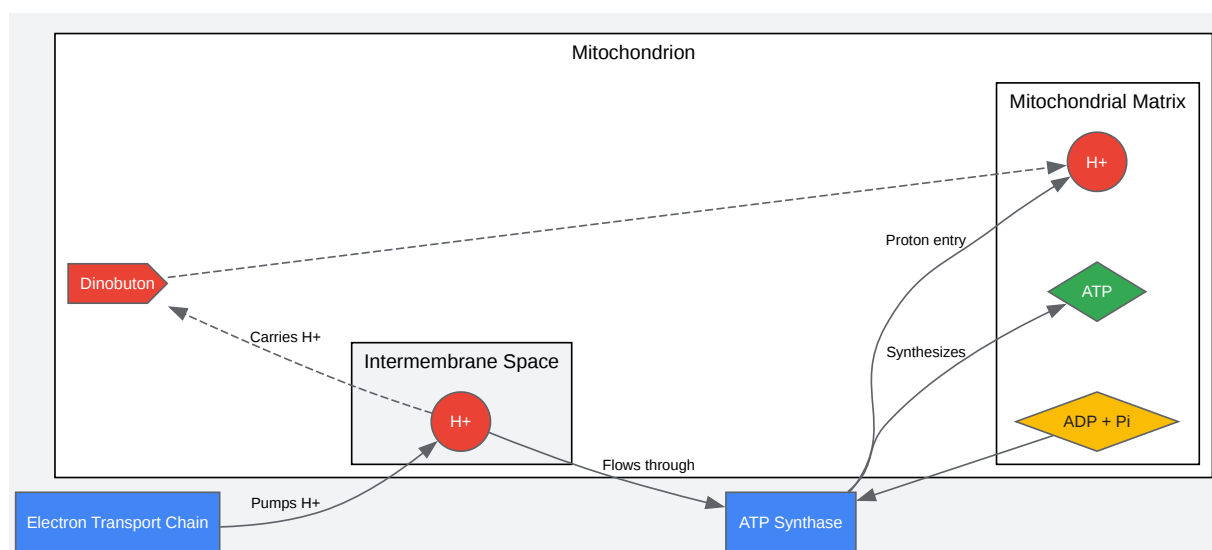 Mitochondrion
Mitochondrial Matrix
H+
Proton entry
Dinobuton
ATP
Carries H+
Synthesizes
Intermembrane Space
H+
ADP + Pi
Flows through
Pumps H+
Electron Transport Chain
ATP Synthase